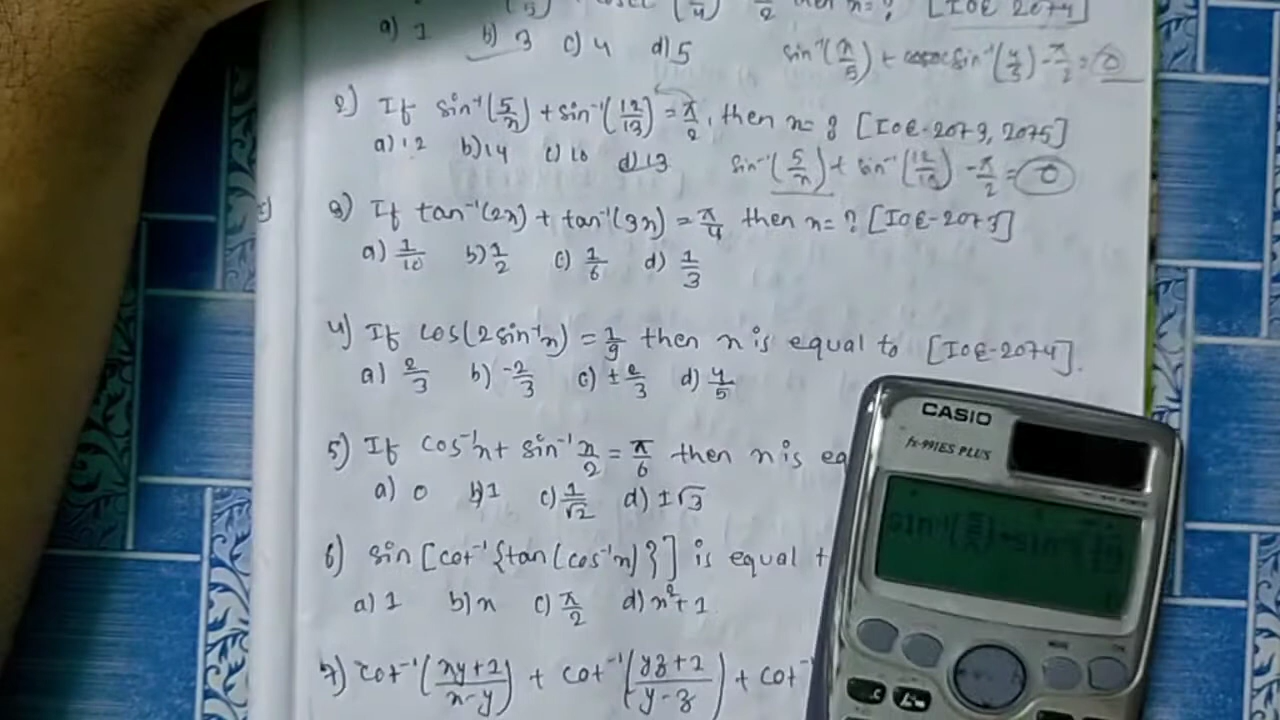 a) 1 b) 3 c) 4 d) 5
2) If sin⁻¹(5/x) + sin⁻¹(12/13) = π/2, then x = ? [IOE-2073, 2075]
a) 12 b) 14 c) 10 d) 13
sin⁻¹(5/x) + sin⁻¹(12/13) - π/2 = 0
3) If tan⁻¹(2x) + tan⁻¹(3x) = π/4 then x = ? [IOE-2073]
a) 1/10 b) 1/2 c) 1/6 d) 1/3
4) If cos(2sin⁻¹x) = 1/9 then x is equal to [IOE-2074].
a) 2/3 b) -2/3 c) ±2/3 d) 4/5
5) If cos⁻¹x + sin⁻¹ x/2 = π/6 then x is
a) 0 b) 1 c) 1/√2 d) ±√3
6) sin[cot⁻¹{tan(cos⁻¹x)}] is equal
a) 1 b) x c) π/2 d) x²+1
7) cot⁻¹(xy+1/x-y) + cot⁻¹(yz+1/y-z) + cot⁻¹
CASIO
fx-991ES PLUS